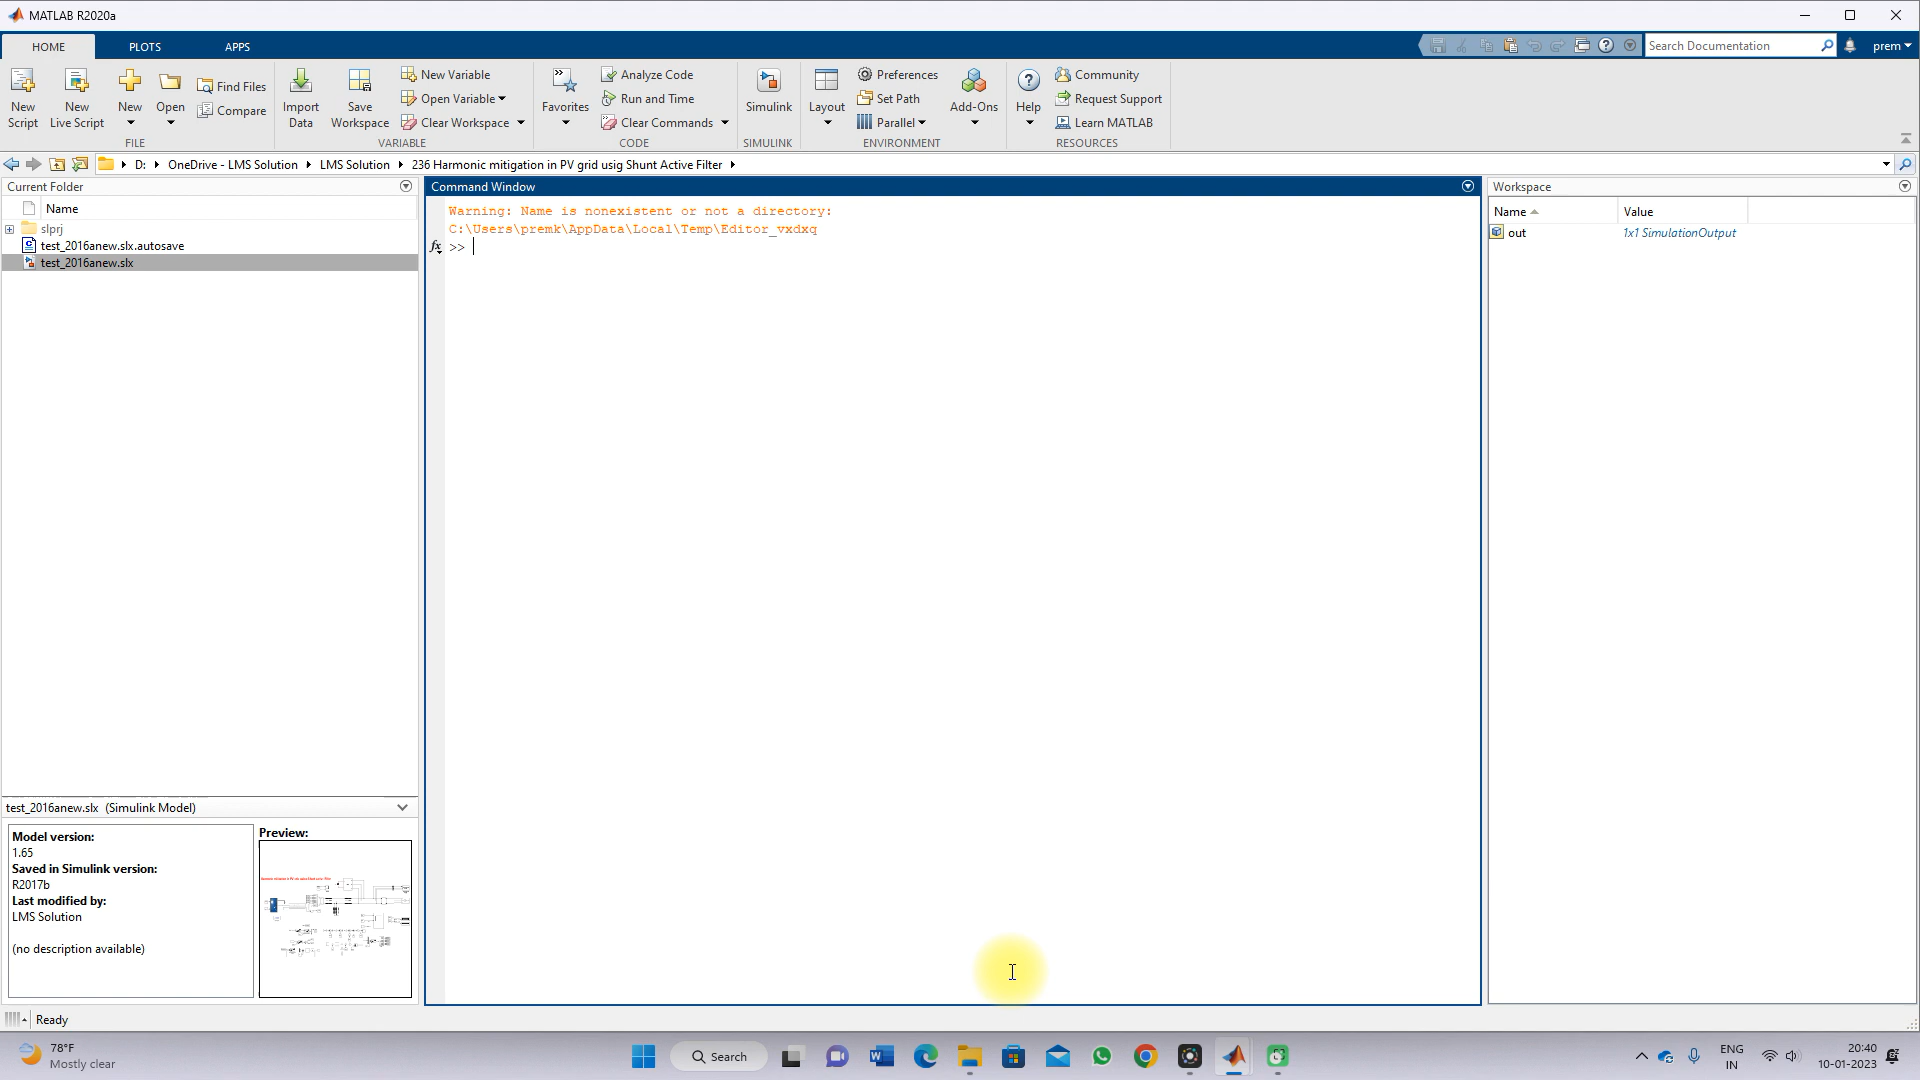 MATLAB R2020a
HOME PLOTS APPS
Search Documentation
prem
New Script
New Live Script
New
Open
Find Files
Compare
FILE
Import Data
Save Workspace
New Variable
Open Variable
Clear Workspace
VARIABLE
Favorites
Analyze Code
Run and Time
Clear Commands
CODE
Simulink
SIMULINK
Layout
Preferences
Set Path
Parallel
Add-Ons
ENVIRONMENT
Help
Community
Request Support
Learn MATLAB
RESOURCES
D: OneDrive - LMS Solution LMS Solution 236 Harmonic mitigation in PV grid usig Shunt Active Filter
Current Folder
Name
slprj
test_2016anew.slx.autosave
test_2016anew.slx
Command Window
Warning: Name is nonexistent or not a directory:
C:\Users\premk\AppData\Local\Temp\Editor_vxdxq
fx >>
Workspace
Name Value
out 1x1 SimulationOutput
test_2016anew.slx (Simulink Model)
Model version:
1.65
Saved in Simulink version:
R2017b
Last modified by:
LMS Solution
(no description available)
Preview:
Ready
78°F
Mostly clear
Search
ENG
IN
20:40
10-01-2023